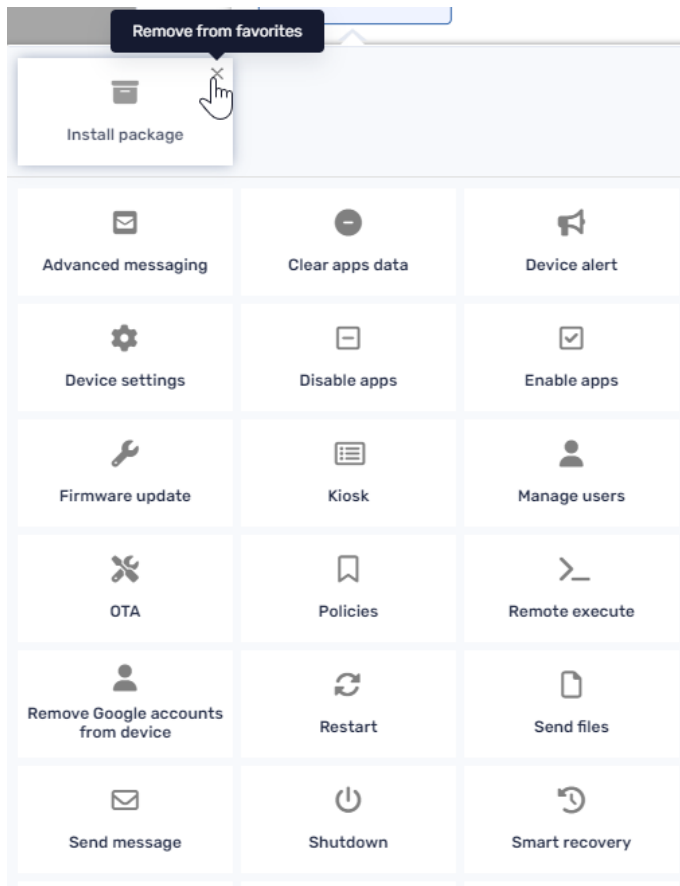 Remove from favorites
Install package
Advanced messaging
Clear apps data
Device alert
Device settings
Disable apps
Enable apps
Firmware update
Kiosk
Manage users
OTA
Policies
Remote execute
Remove Google accounts
from device
Restart
Send files
Send message
Shutdown
Smart recovery